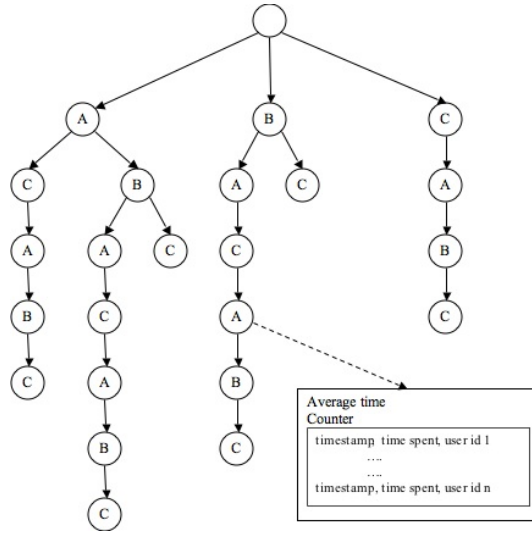 A
B
C
C
B
A
C
A
A
A
C
C
B
B
C
A
C
C
A
B
B
C
C
Average time
Counter
timestamp, time spent, user id 1
....
....
timestamp, time spent, user id n